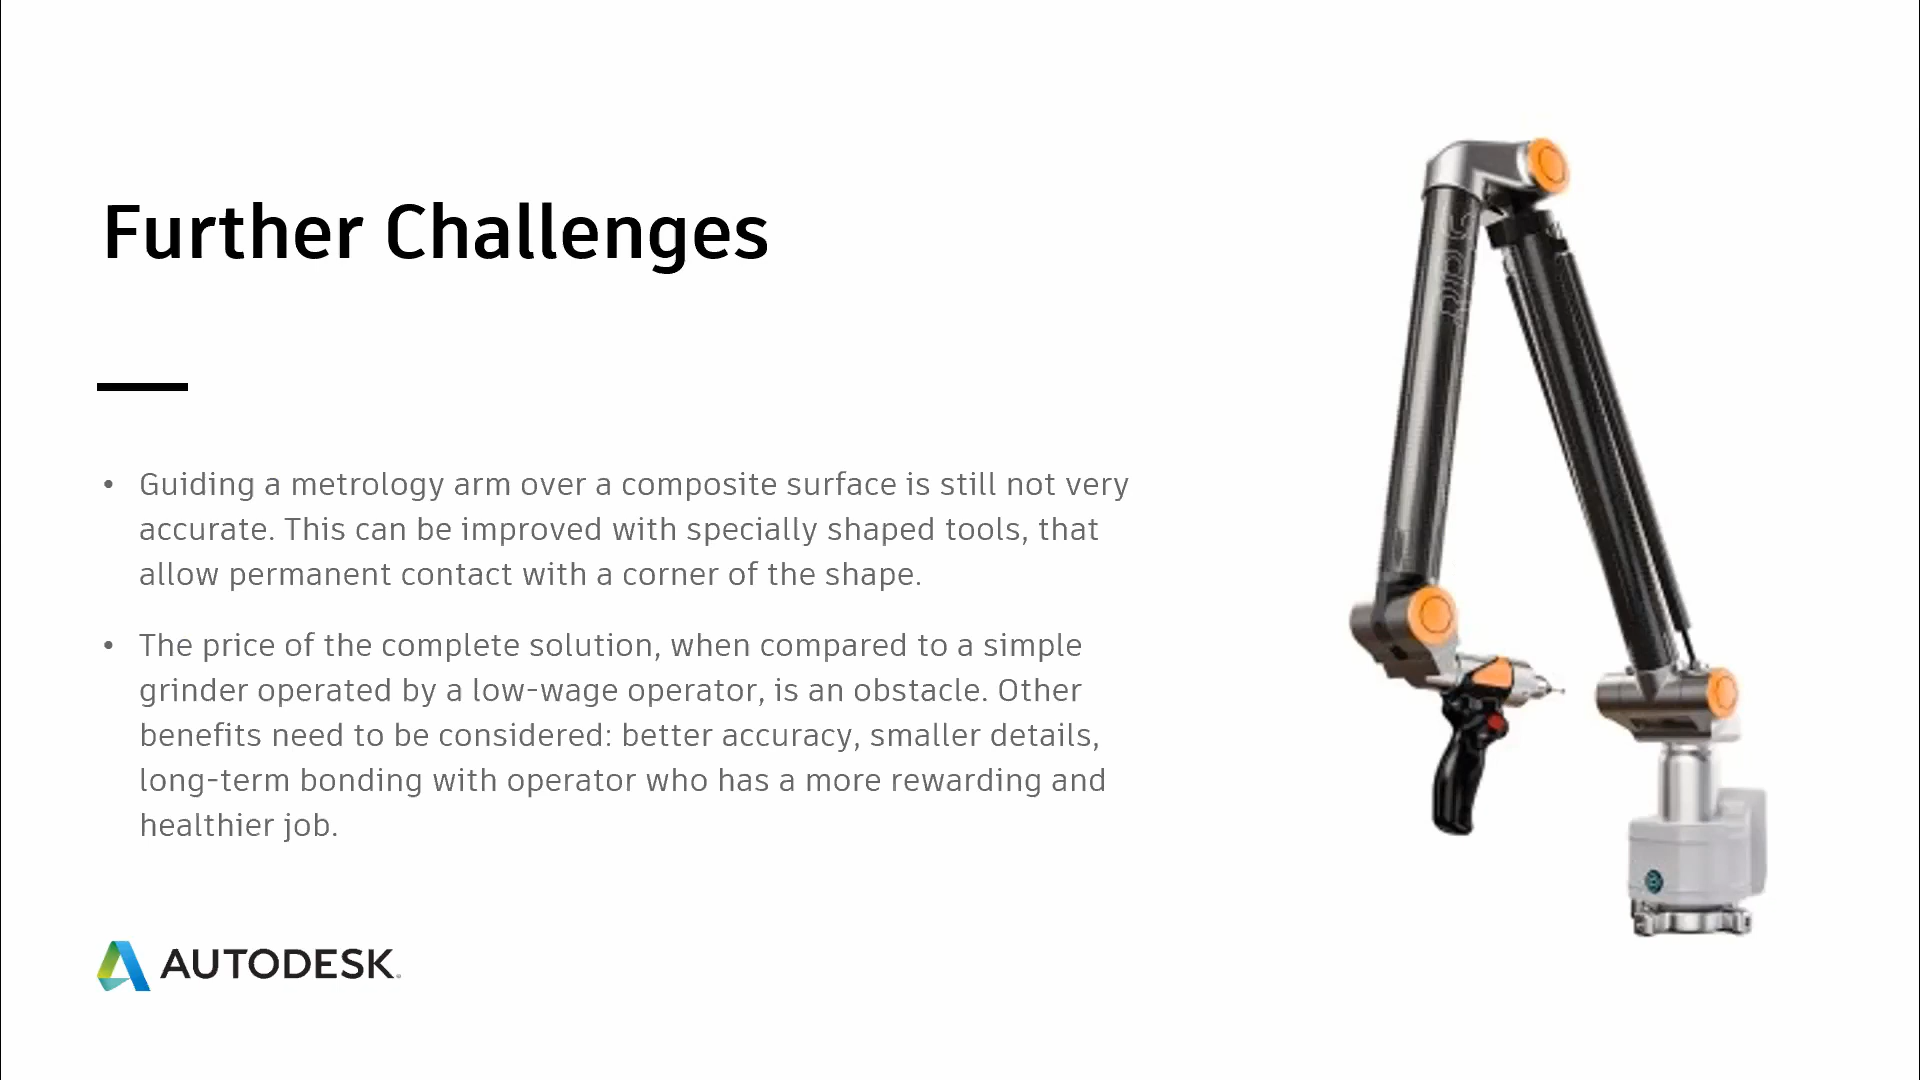 Further Challenges
• Guiding a metrology arm over a composite surface is still not very
accurate. This can be improved with specially shaped tools, that
allow permanent contact with a corner of the shape.
• The price of the complete solution, when compared to a simple
grinder operated by a low-wage operator, is an obstacle. Other
benefits need to be considered: better accuracy, smaller details,
long-term bonding with operator who has a more rewarding and
healthier job.
AUTODESK.